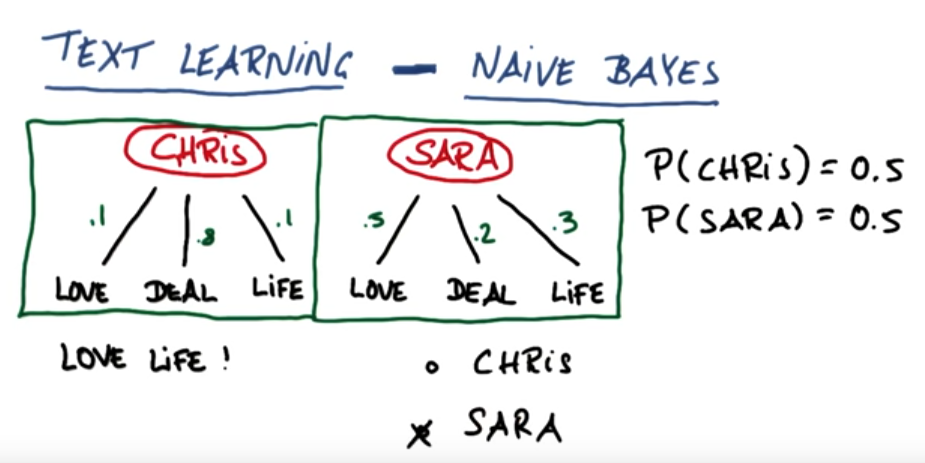 TEXT LEARNING - NAIVE BAYES
CHRIS SARA
P(CHRIS) = 0.5
.1 .8 .1 .5 .2 .3
P(SARA) = 0.5
LOVE DEAL LIFE LOVE DEAL LIFE
LOVE LIFE! CHRIS
SARA